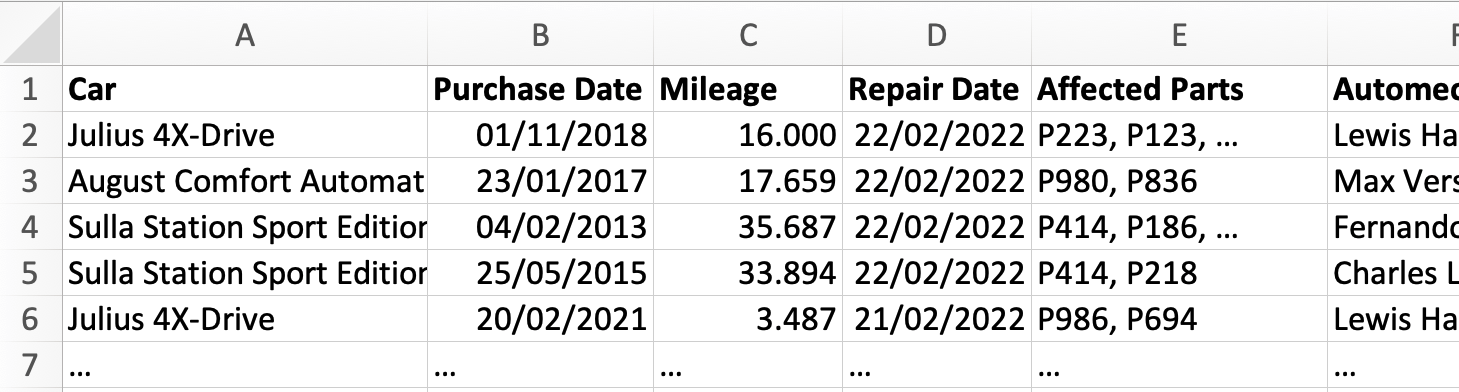 A B C D E F
1 Car Purchase Date Mileage Repair Date Affected Parts Automec
2 Julius 4X-Drive 01/11/2018 16.000 22/02/2022 P223, P123, ... Lewis Ha
3 August Comfort Automat 23/01/2017 17.659 22/02/2022 P980, P836 Max Vers
4 Sulla Station Sport Edition 04/02/2013 35.687 22/02/2022 P414, P186, ... Fernando
5 Sulla Station Sport Edition 25/05/2015 33.894 22/02/2022 P414, P218 Charles L
6 Julius 4X-Drive 20/02/2021 3.487 21/02/2022 P986, P694 Lewis Ha
7 ... ... ... ... ... ...